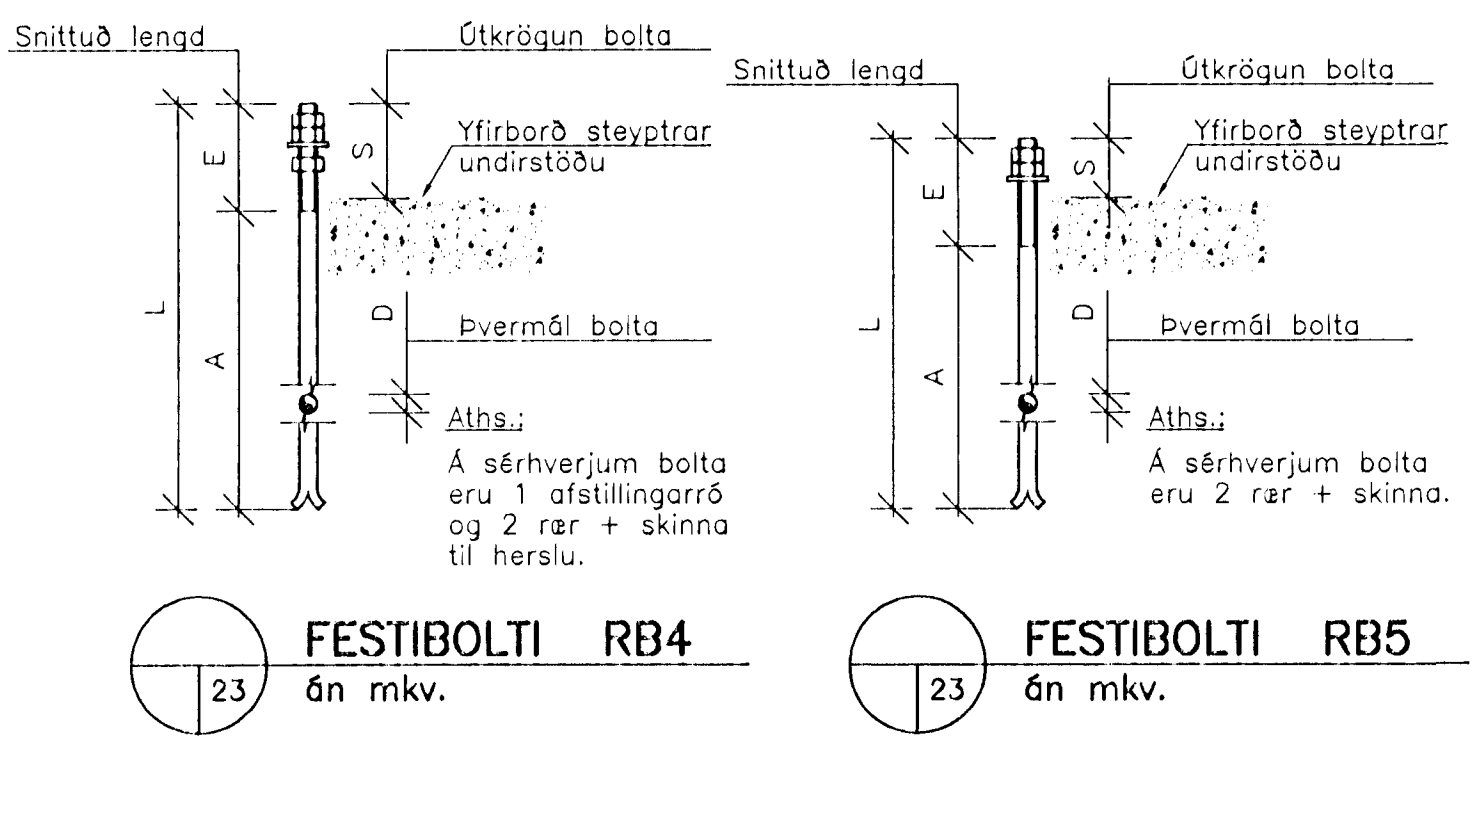 Snittuð lengd
Útkrögun bolta
E
S
Yfirborð steyptrar
undirstöðu
L
A
D
Þvermál bolta
Aths.:
Á sérhverjum bolta
eru 1 afstillingarró
og 2 rær + skinna
til herslu.
23
FESTIBOLTI RB4
án mkv.
Snittuð lengd
Útkrögun bolta
E
S
Yfirborð steyptrar
undirstöðu
L
A
D
Þvermál bolta
Aths.:
Á sérhverjum bolta
eru 2 rær + skinna.
23
FESTIBOLTI RB5
án mkv.